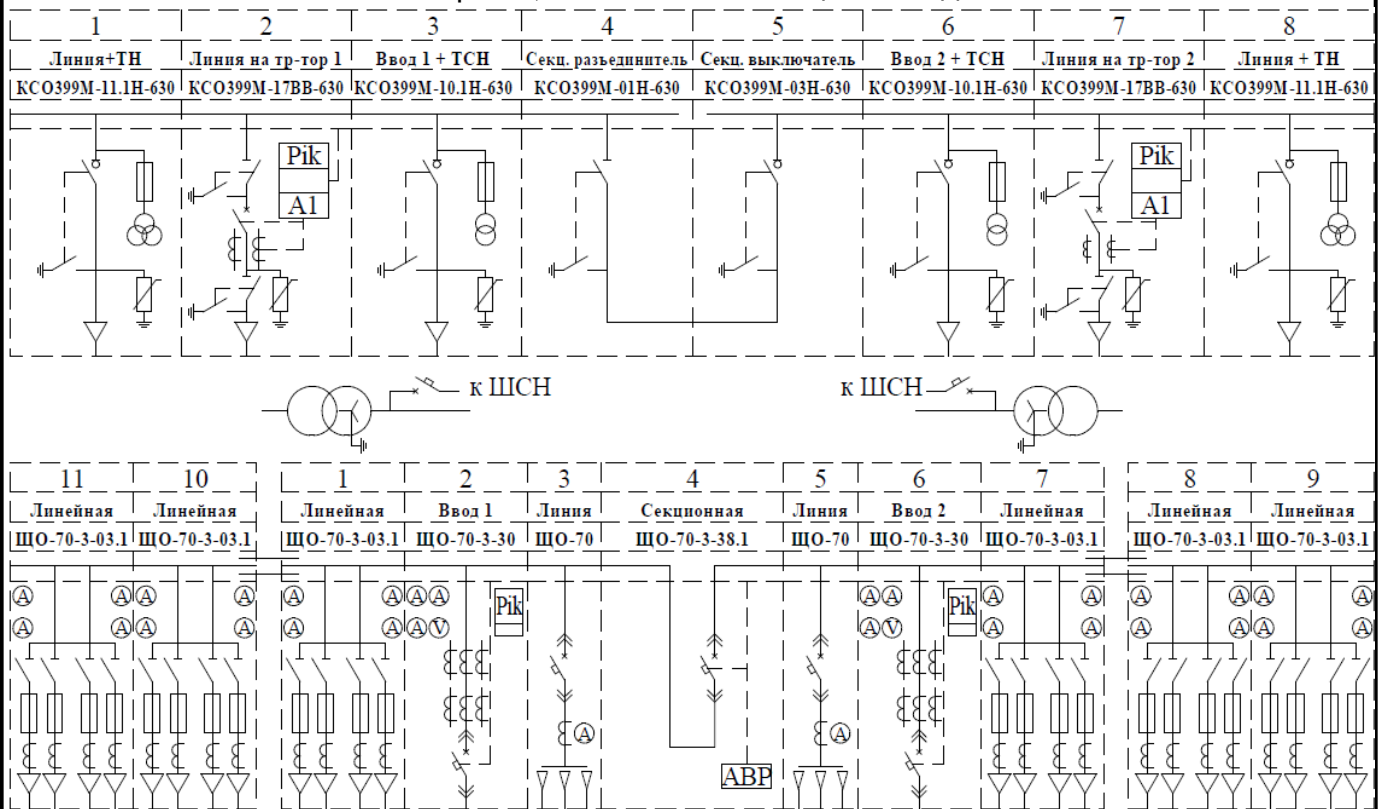 1 2 3 4 5 6 7 8
Линия+ТН Линия на тр-тор 1 Ввод 1 + ТСН Секц. разъединитель Секц. выключатель Ввод 2 + ТСН Линия на тр-тор 2 Линия + ТН
КСО399М-11.1Н-630 КСО399М-17ВВ-630 КСО399М-10.1Н-630 КСО399М-01Н-630 КСО399М-03Н-630 КСО399М-10.1Н-630 КСО399М-17ВВ-630 КСО399М-11.1Н-630
Pik Pik
A1 A1
к ШСН к ШСН
11 10 1 2 3 4 5 6 7 8 9
Линейная Линейная Линейная Ввод 1 Линия Секционная Линия Ввод 2 Линейная Линейная Линейная
ЩО-70-3-03.1 ЩО-70-3-03.1 ЩО-70-3-03.1 ЩО-70-3-30 ЩО-70 ЩО-70-3-38.1 ЩО-70 ЩО-70-3-30 ЩО-70-3-03.1 ЩО-70-3-03.1 ЩО-70-3-03.1
A A A A A A A A Pik A A Pik A A A A A A
A A A A A A A V A V A A A A A A
A A
АВР